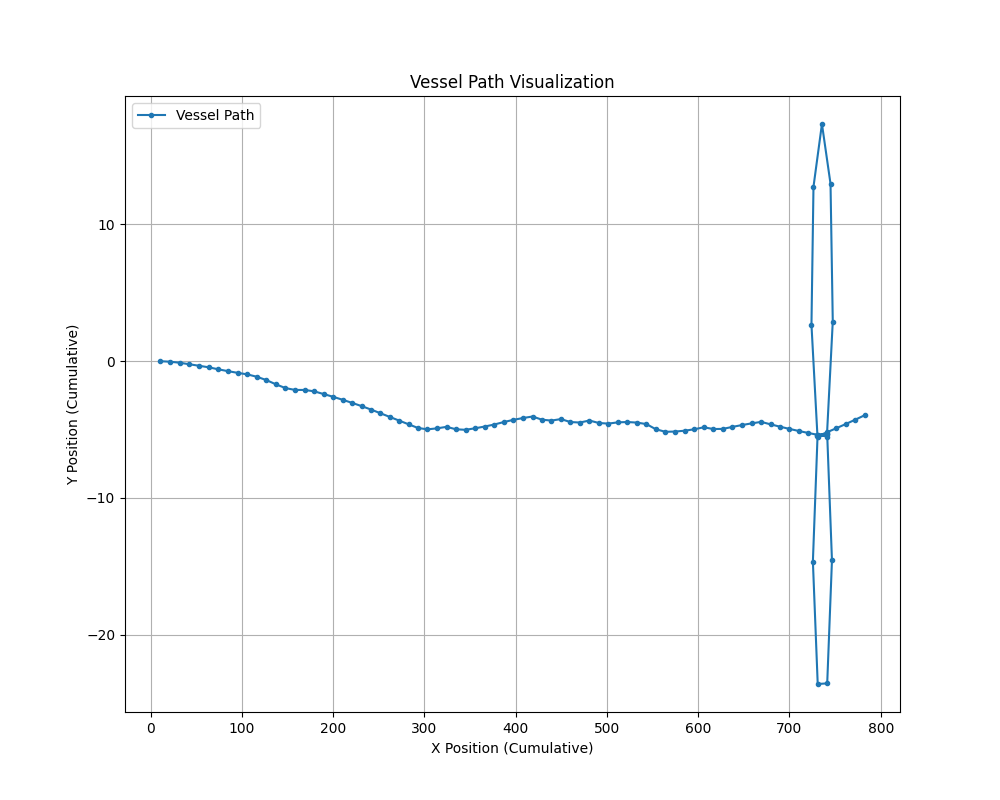 Vessel Path Visualization
Vessel Path
10
0
−10
−20
Y Position (Cumulative)
0 100 200 300 400 500 600 700 800
X Position (Cumulative)